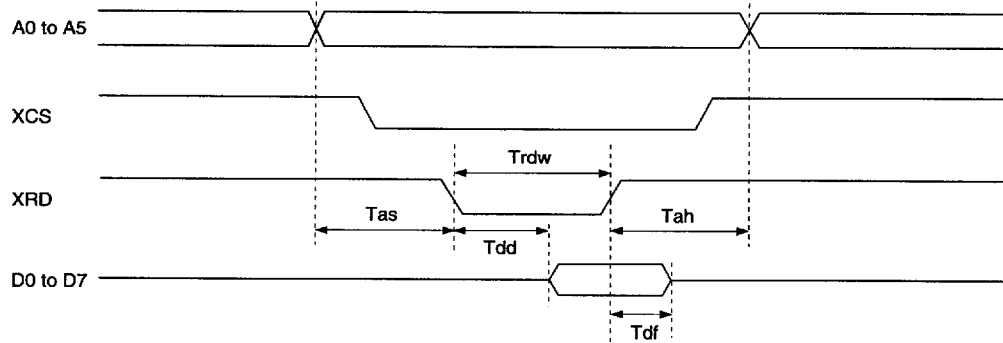 A0 to A5
XCS
Trdw
XRD
Tas
Tah
Tdd
D0 to D7
Tdf